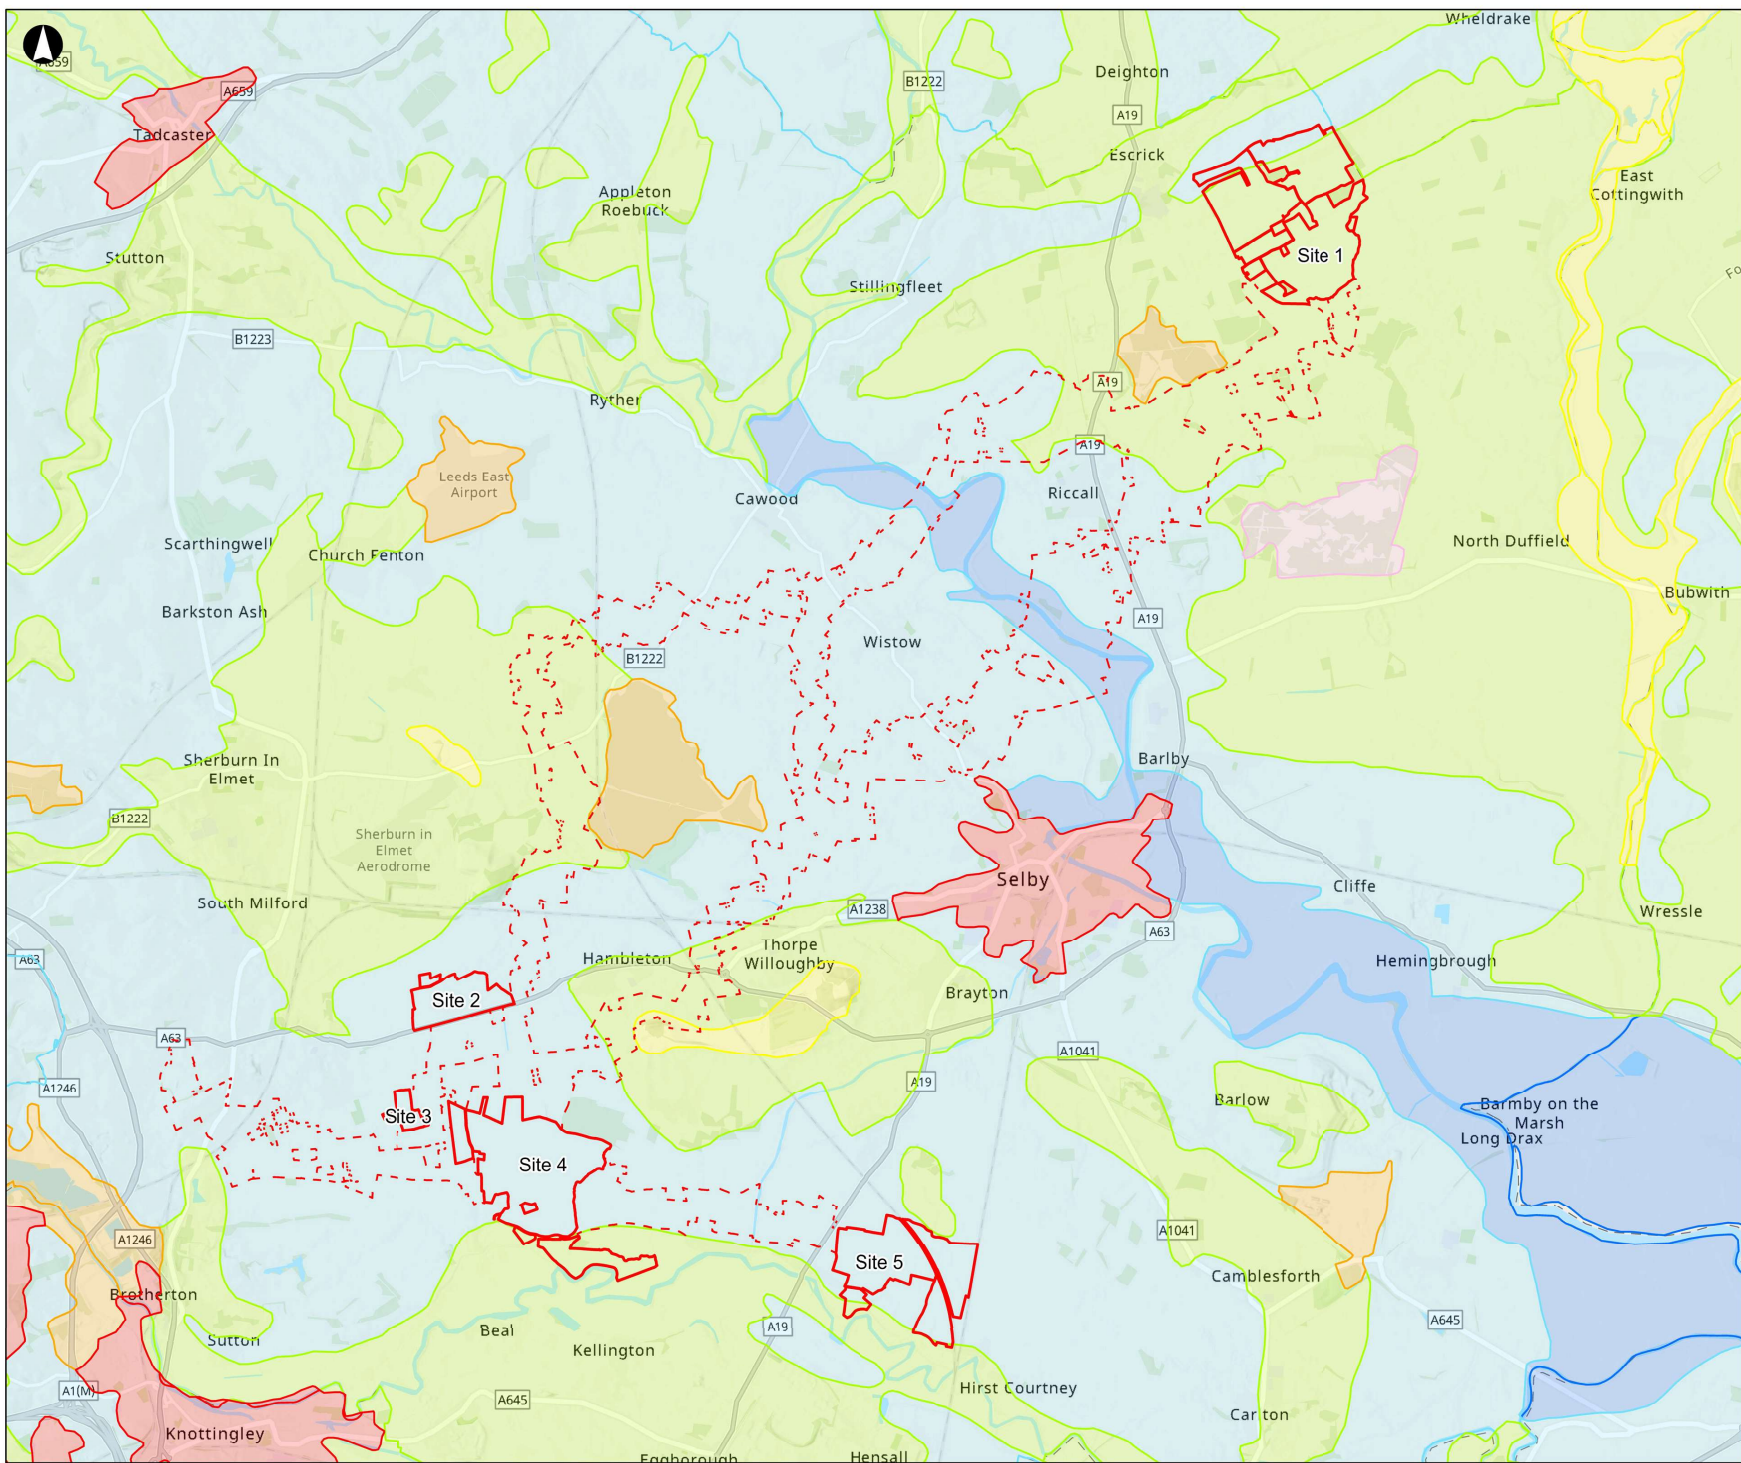 Wheldrake
A659
Deighton
B1222
A659
A19
Tadcaster
Escrick
Appleton
Roebuck
East
Cottingwith
Stutton
Site 1
Stillingfleet
B1223
A19
Ryther
A19
Leeds East
Airport
Cawood
Riccall
Scarthingwell
Church Fenton
North Duffield
Bubwith
Barkston Ash
A19
Wistow
B1222
Sherburn In
Elmet
Barlby
B1222
Sherburn in
Elmet
Aerodrome
Selby
Cliffe
South Milford
A1238
Wressle
A63
Thorpe
Willoughby
Hambleton
A63
Hemingbrough
Brayton
Site 2
A63
A1041
A1246
A19
Barlow
Barmby on the
Marsh
Long Drax
Site 3
Site 4
A1041
A1246
Site 5
Camblesforth
Brotherton
A645
A19
Beal
Sutton
Kellington
A1(M)
Hirst Courtney
A645
Carlton
Knottingley
Eggborough
Hensall